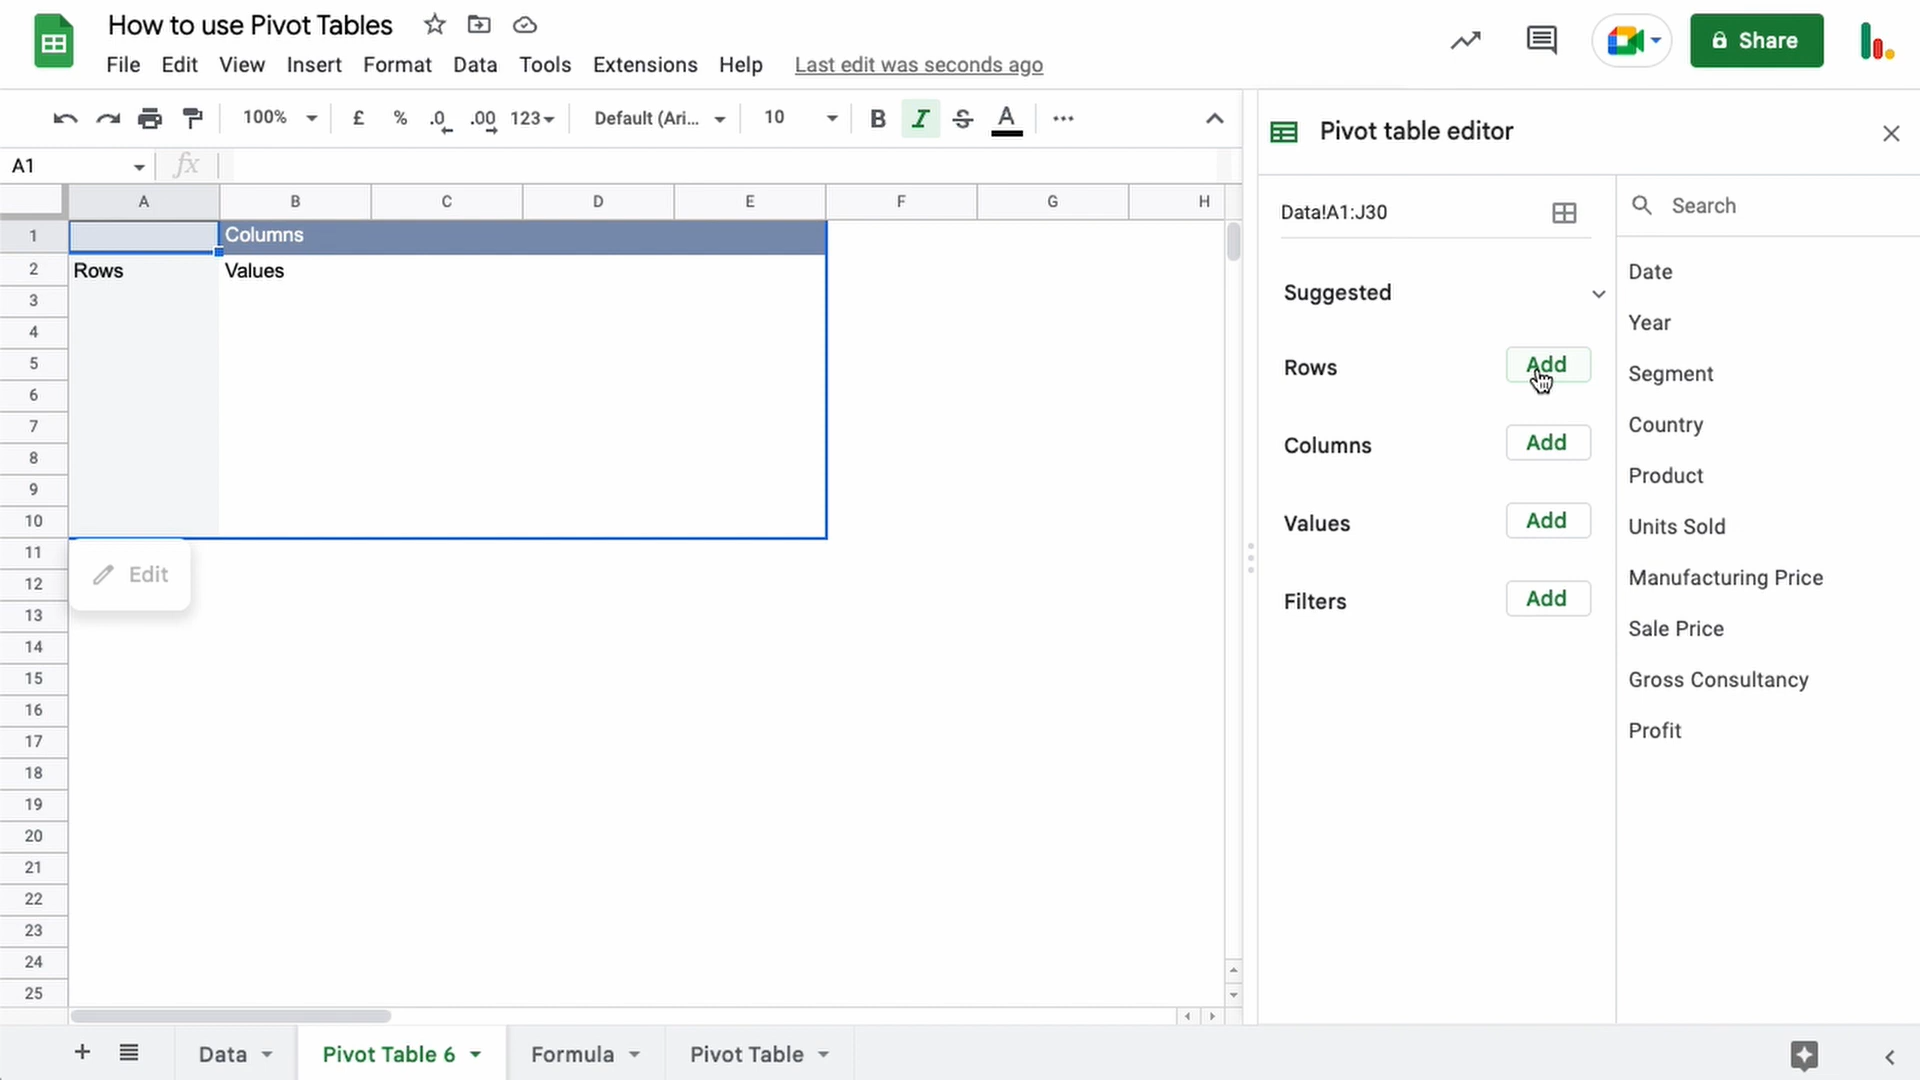 How to use Pivot Tables
File Edit View Insert Format Data Tools Extensions Help Last edit was seconds ago
Share
100% £ % .0 .00 123 Default (Ari... 10 B I S A
A1 fx
A B C D E F G H
1 Columns
2 Rows Values
3
4
5
6
7
8
9
10
11
12
13
14
15
16
17
18
19
20
21
22
23
24
25
Edit
Pivot table editor
Data!A1:J30
Suggested
Rows Add
Columns Add
Values Add
Filters Add
Search
Date
Year
Segment
Country
Product
Units Sold
Manufacturing Price
Sale Price
Gross Consultancy
Profit
Data Pivot Table 6 Formula Pivot Table